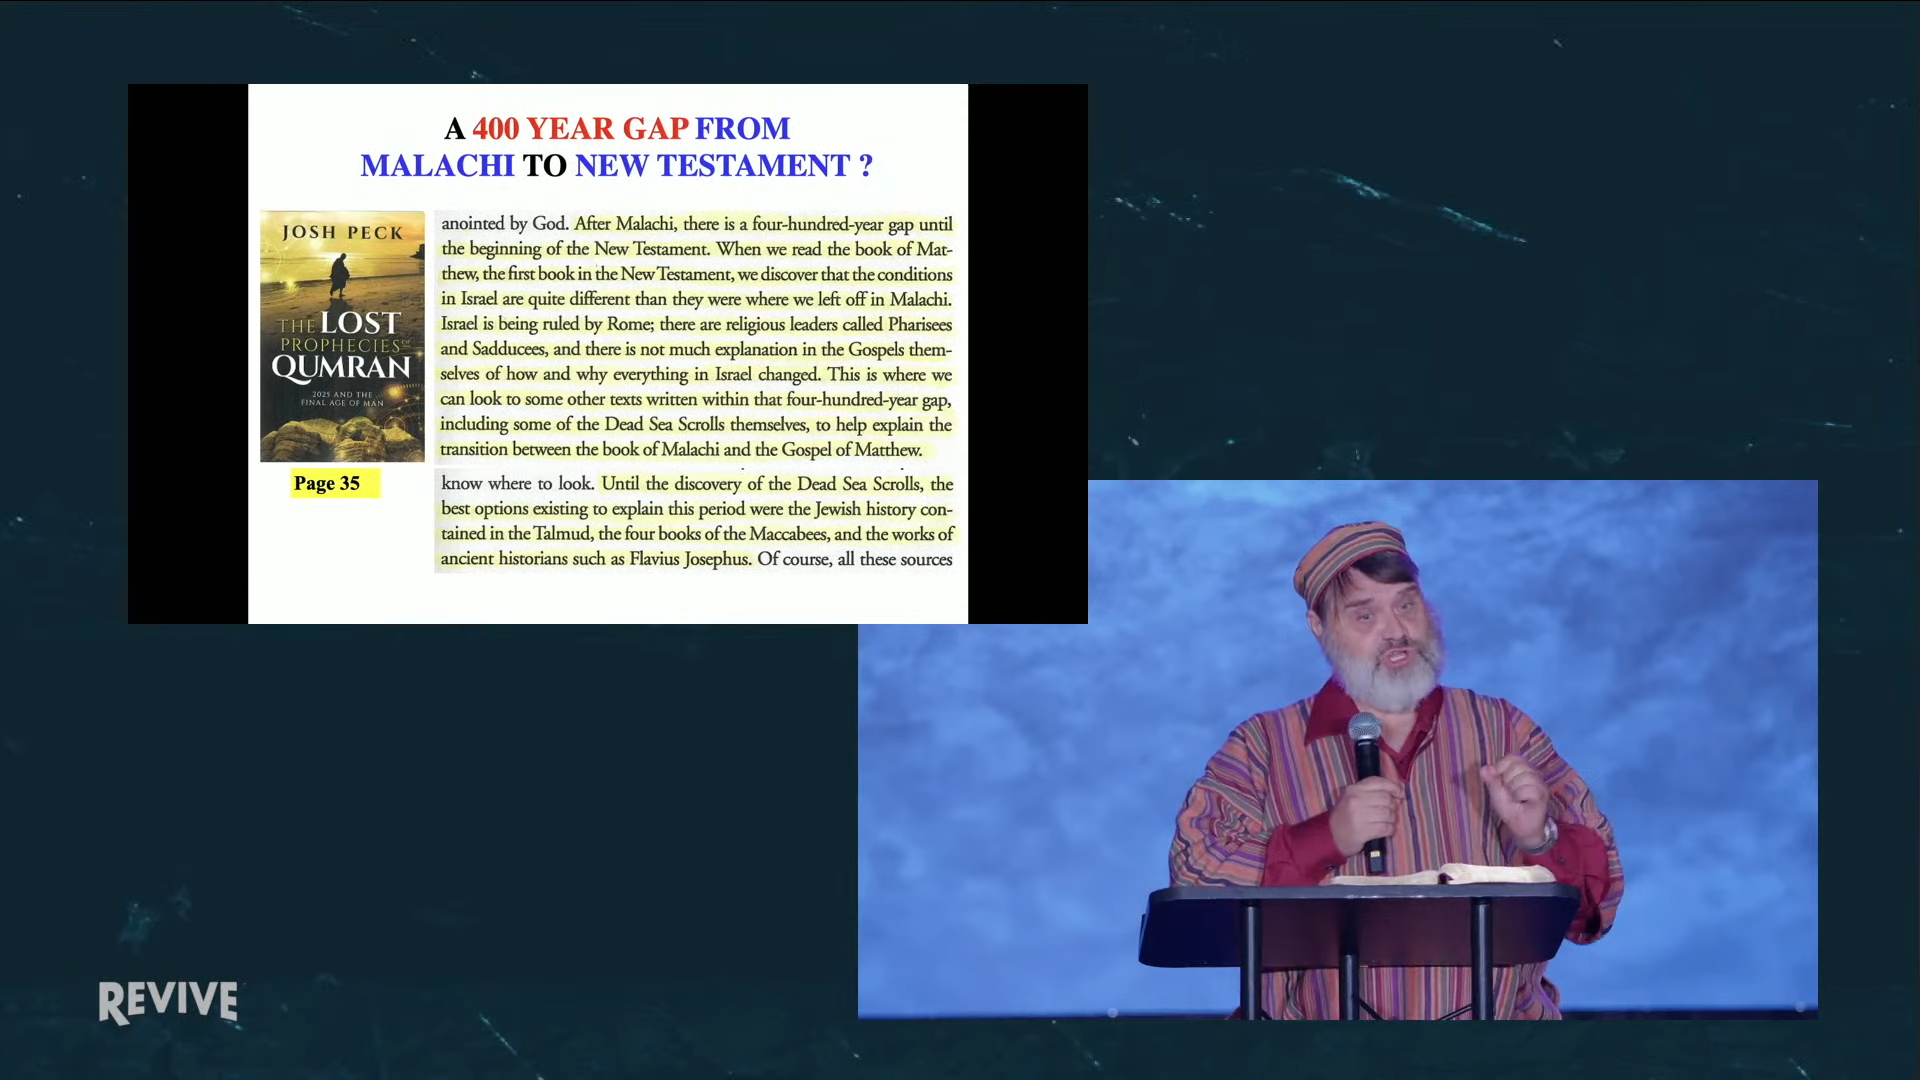 A 400 YEAR GAP FROM
MALACHI TO NEW TESTAMENT ?
JOSH PECK
THE LOST
PROPHECIES OF
QUMRAN
2025 AND THE
FINAL AGE OF MAN
Page 35
anointed by God. After Malachi, there is a four-hundred-year gap until
the beginning of the New Testament. When we read the book of Mat-
thew, the first book in the New Testament, we discover that the conditions
in Israel are quite different than they were where we left off in Malachi.
Israel is being ruled by Rome; there are religious leaders called Pharisees
and Sadducees, and there is not much explanation in the Gospels them-
selves of how and why everything in Israel changed. This is where we
can look to some other texts written within that four-hundred-year gap,
including some of the Dead Sea Scrolls themselves, to help explain the
transition between the book of Malachi and the Gospel of Matthew.
know where to look. Until the discovery of the Dead Sea Scrolls, the
best options existing to explain this period were the Jewish history con-
tained in the Talmud, the four books of the Maccabees, and the works of
ancient historians such as Flavius Josephus. Of course, all these sources
REVIVE